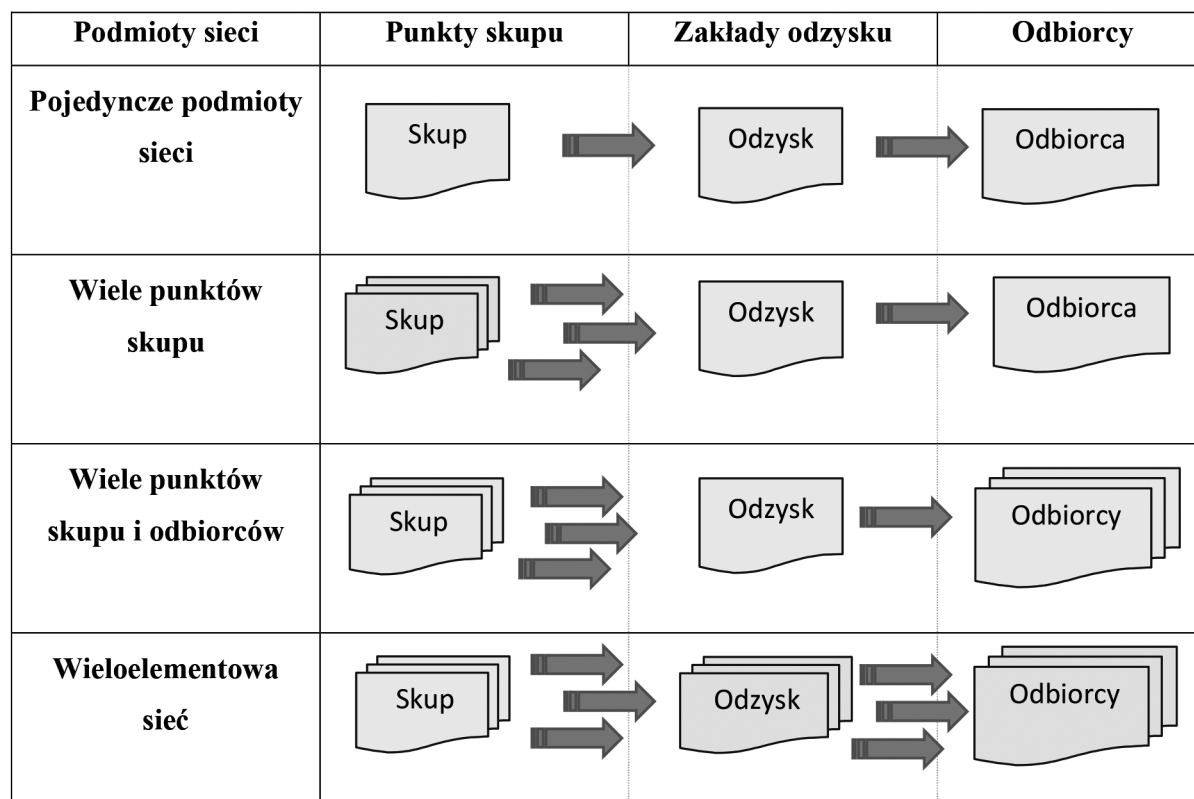 Podmioty sieci
Punkty skupu
Zakłady odzysku
Odbiorcy
Pojedyncze podmioty
sieci
Skup
Odzysk
Odbiorca
Wiele punktów
skupu
Skup
Odzysk
Odbiorca
Wiele punktów
skupu i odbiorców
Skup
Odzysk
Odbiorcy
Wieloelementowa
sieć
Skup
Odzysk
Odbiorcy